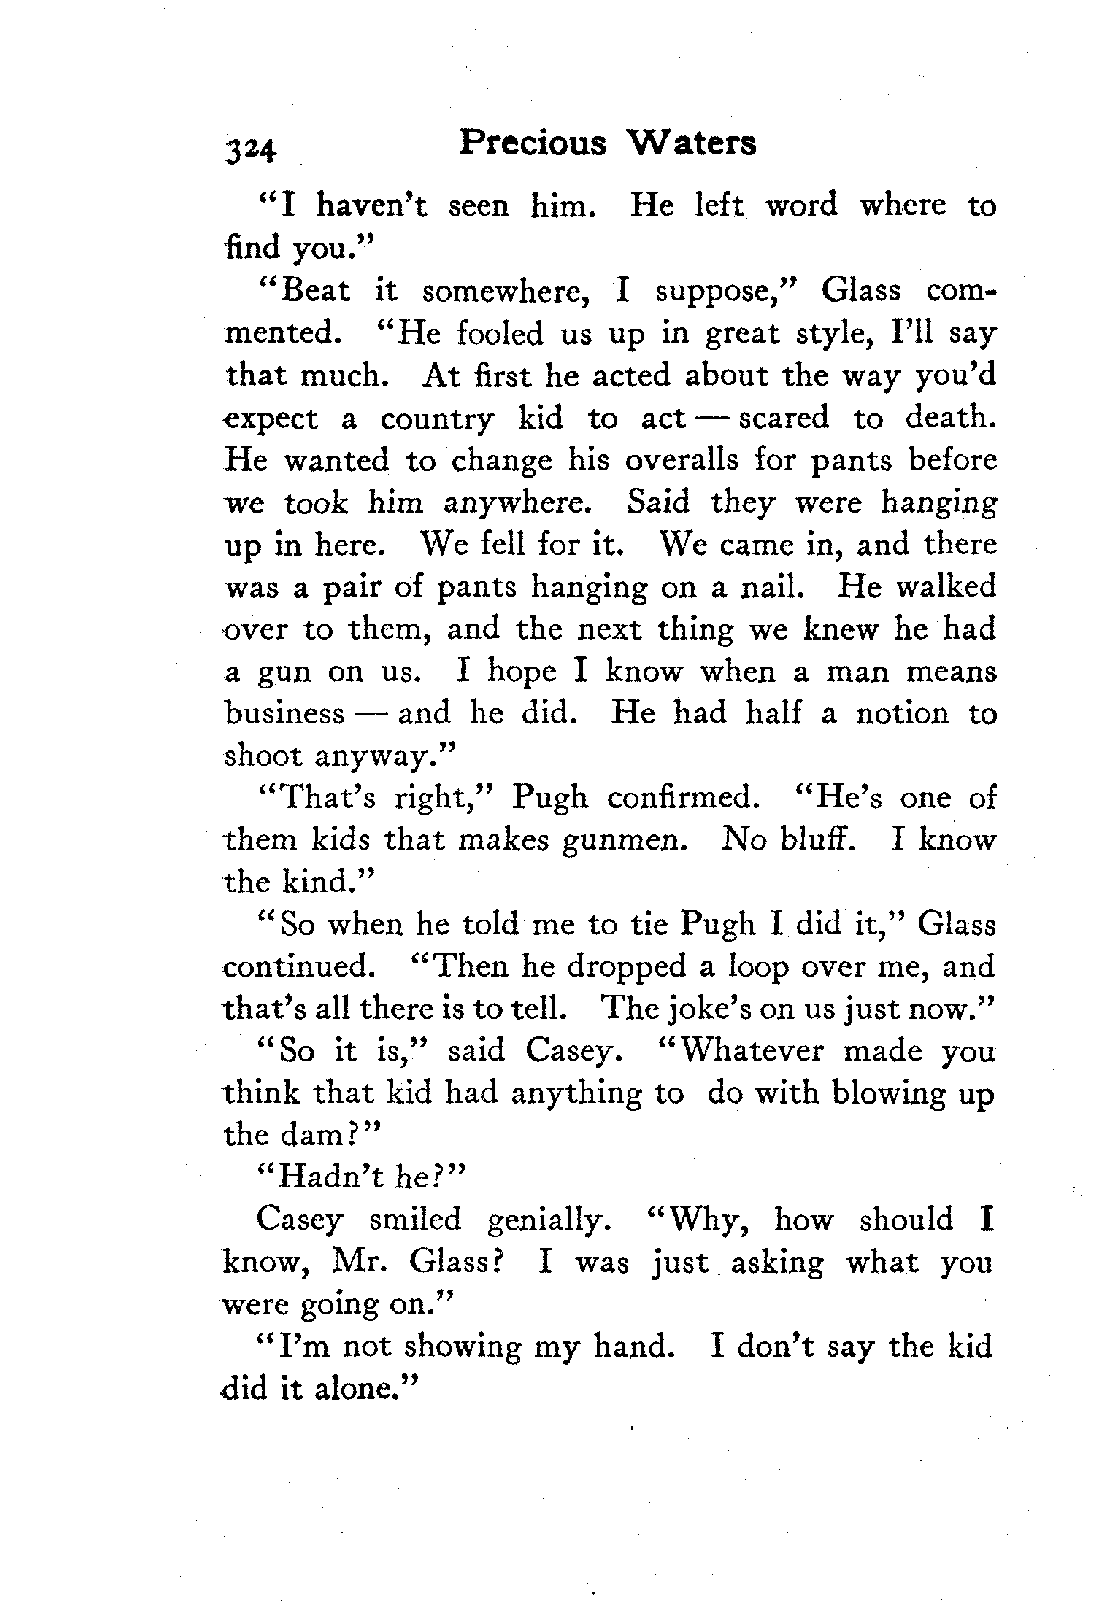 324 Precious Waters
"I haven't seen him. He left word where to
find you."
"Beat it somewhere, I suppose," Glass com-
mented. "He fooled us up in great style, I'll say
that much. At first he acted about the way you'd
expect a country kid to act — scared to death.
He wanted to change his overalls for pants before
we took him anywhere. Said they were hanging
up in here. We fell for it. We came in, and there
was a pair of pants hanging on a nail. He walked
over to them, and the next thing we knew he had
a gun on us. I hope I know when a man means
business — and he did. He had half a notion to
shoot anyway."
"That's right," Pugh confirmed. "He's one of
them kids that makes gunmen. No bluff. I know
the kind."
"So when he told me to tie Pugh I did it," Glass
continued. "Then he dropped a loop over me, and
that's all there is to tell. The joke's on us just now."
"So it is," said Casey. "Whatever made you
think that kid had anything to do with blowing up
the dam?"
"Hadn't he?"
Casey smiled genially. "Why, how should I
know, Mr. Glass? I was just asking what you
were going on."
"I'm not showing my hand. I don't say the kid
did it alone."